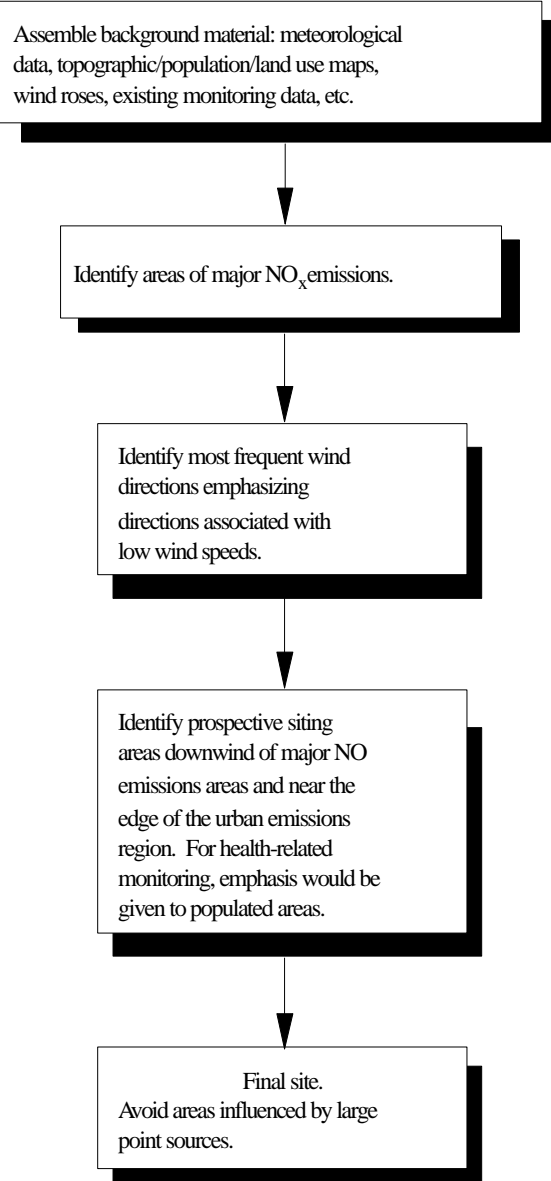 Assemble background material: meteorological
data, topographic/population/land use maps,
wind roses, existing monitoring data, etc.
Identify areas of major NOx emissions.
Identify most frequent wind
directions emphasizing
directions associated with
low wind speeds.
Identify prospective siting
areas downwind of major NO
emissions areas and near the
edge of the urban emissions
region. For health-related
monitoring, emphasis would be
given to populated areas.
Final site.
Avoid areas influenced by large
point sources.